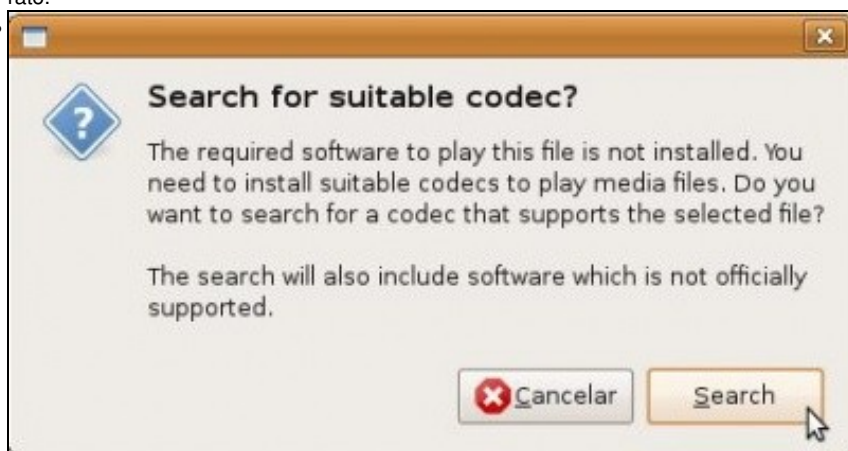 rato.
Search for suitable codec?
The required software to play this file is not installed. You
need to install suitable codecs to play media files. Do you
want to search for a codec that supports the selected file?
The search will also include software which is not officially
supported.
Cancelar
Search